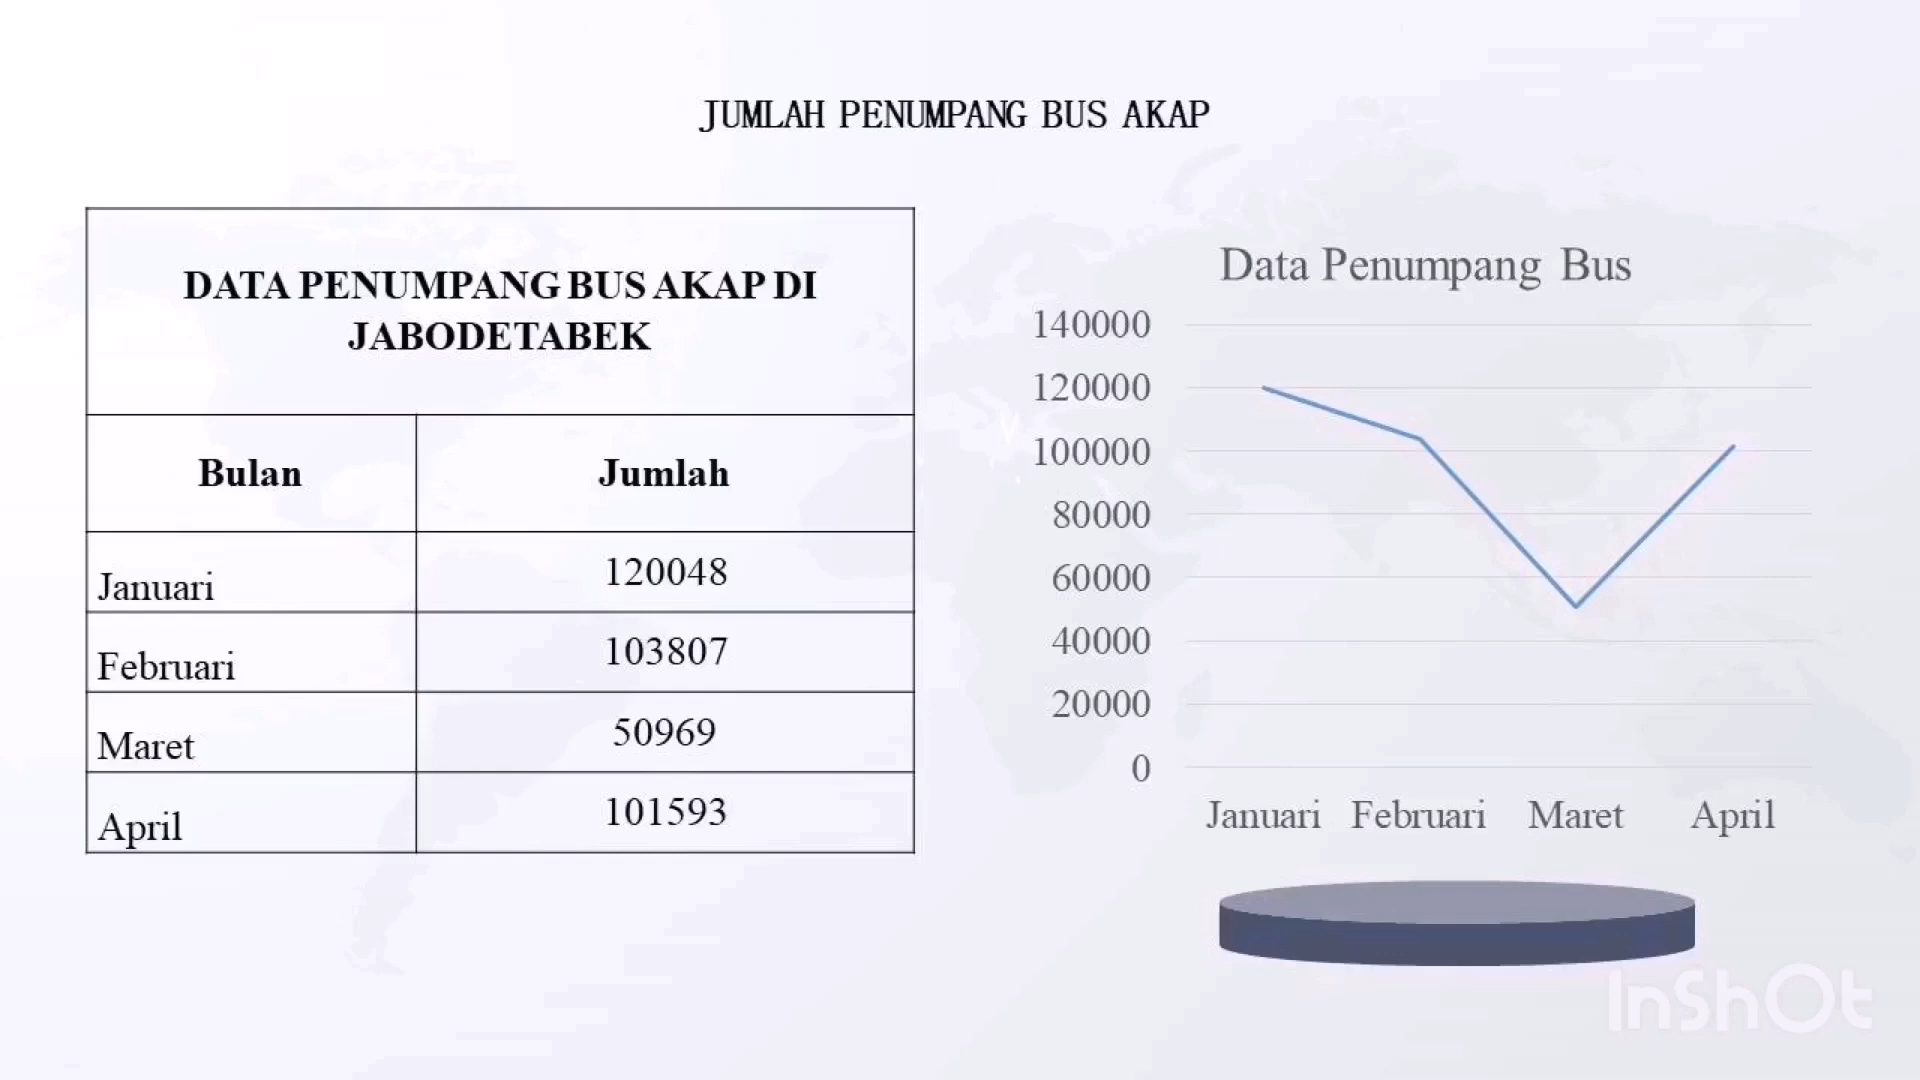 JUMLAH PENUMPANG BUS AKAP
DATA PENUMPANG BUS AKAP DI
JABODETABEK
Bulan Jumlah
Januari 120048
Februari 103807
Maret 50969
April 101593
Data Penumpang Bus
140000
120000
100000
80000
60000
40000
20000
0
Januari Februari Maret April
InShOt